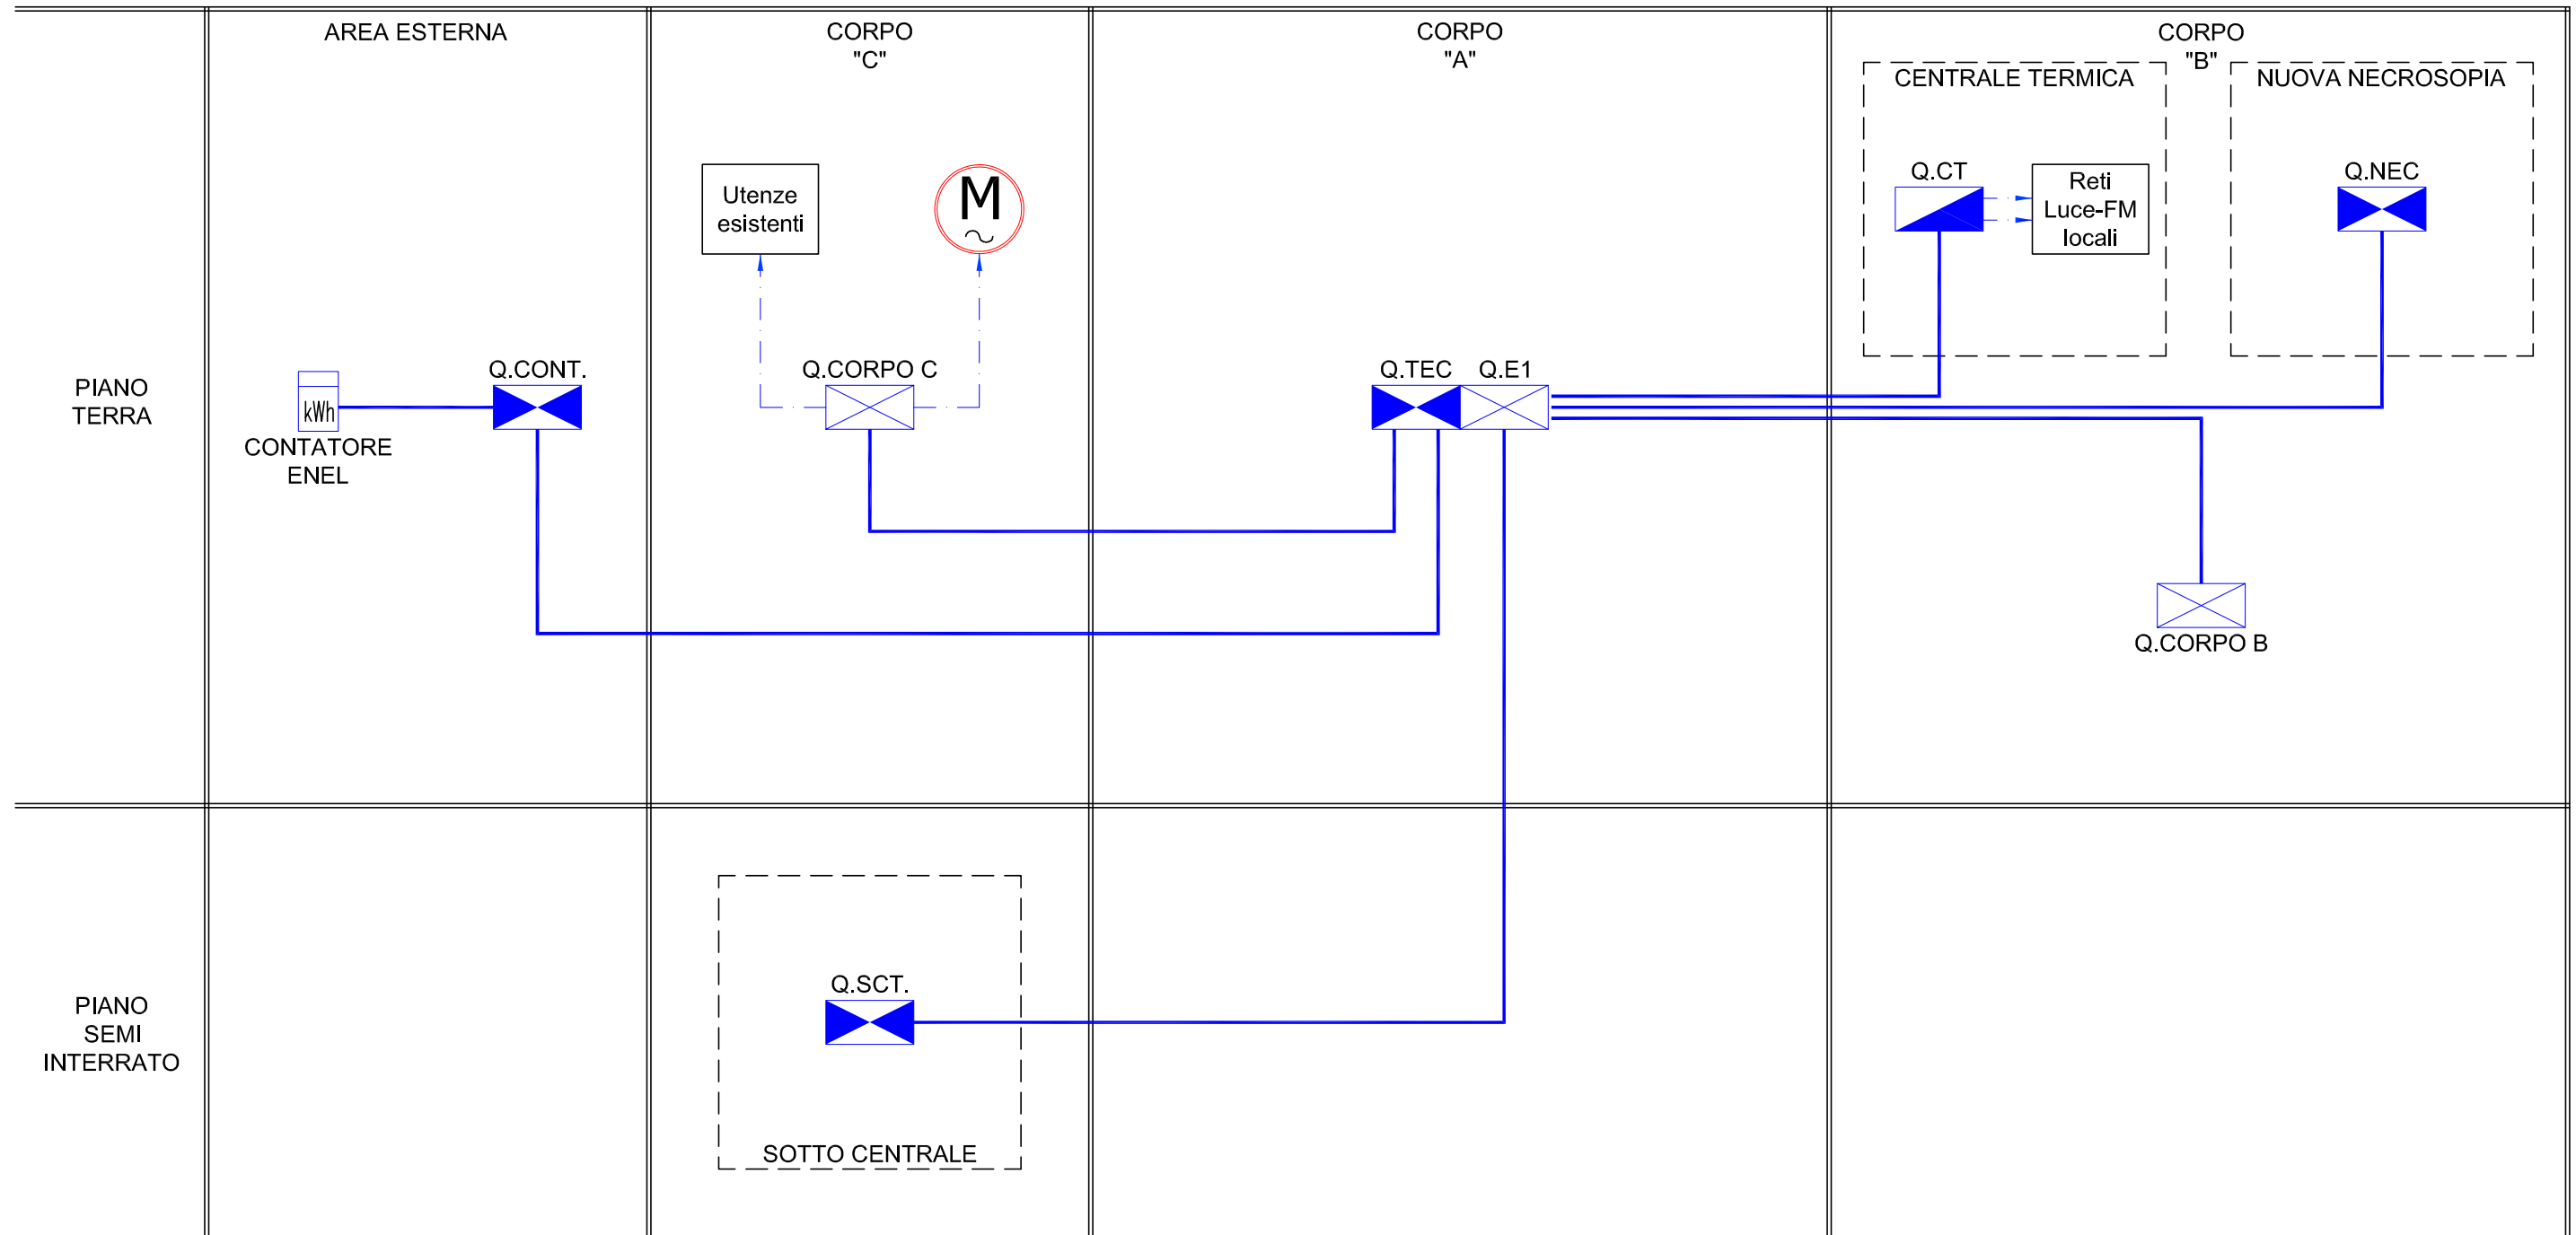 AREA ESTERNA
CORPO
"C"
CORPO
"A"
CORPO
"B"
CENTRALE TERMICA
NUOVA NECROSOPIA
Utenze
esistenti
M
~
Q.CT
Reti
Luce-FM
locali
Q.NEC
PIANO
TERRA
kWh
CONTATORE
ENEL
Q.CONT.
Q.CORPO C
Q.TEC
Q.E1
Q.CORPO B
PIANO
SEMI
INTERRATO
Q.SCT.
SOTTO CENTRALE